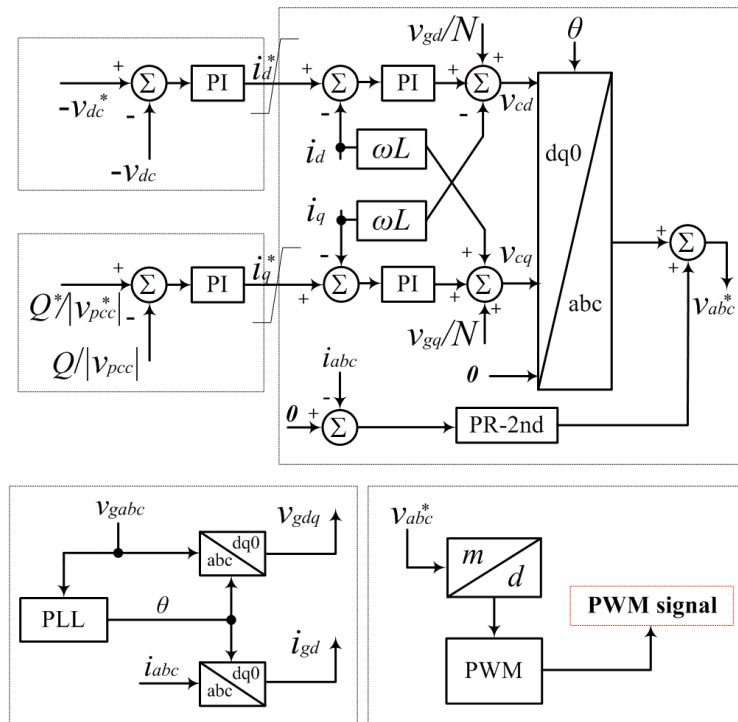 v_gd/N
θ
i_d^*
+
Σ
PI
+
Σ
PI
+
+
Σ
v_cd
-v_dc^*
-
-
-
-v_dc
i_d
ωL
dq0
i_q
ωL
i_q^*
-
+
v_cq
+
Σ
PI
+
Σ
PI
+
Σ
+
+
Σ
+
abc
v_abc^*
Q^*/|v_pcc^*|
-
v_gq/N
Q/|v_pcc|
i_abc
0
-
0
+
Σ
PR-2nd
v_gabc
v_gdq
v_abc^*
abc
dq0
m
d
PLL
θ
i_gd
PWM signal
i_abc
abc
dq0
PWM